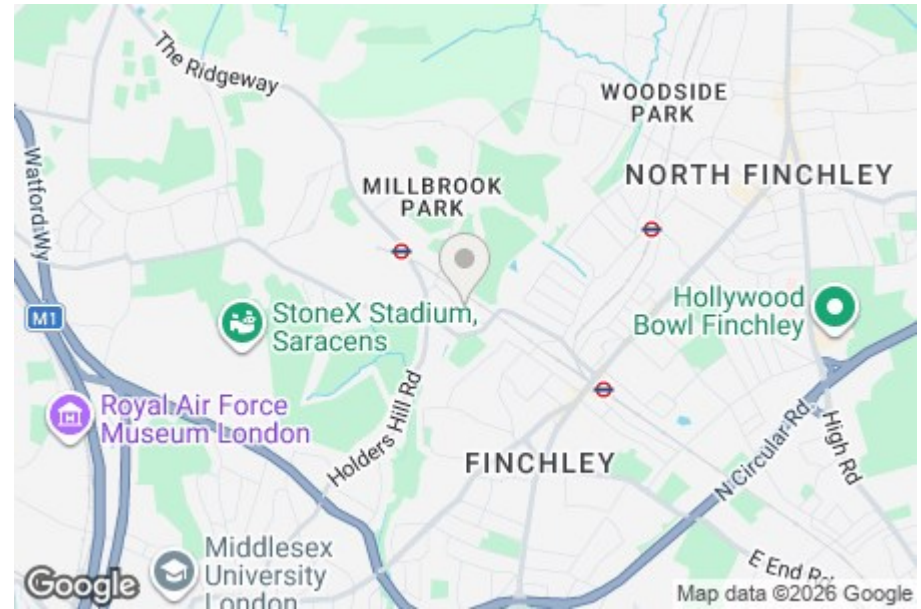 The Ridgeway
WOODSIDE
PARK
NORTH FINCHLEY
Watford Wy
MILLBROOK
PARK
M1
StoneX Stadium,
Saracens
Hollywood
Bowl Finchley
Royal Air Force
Museum London
Holders Hill Rd
FINCHLEY
N Circular Rd
High Rd
Middlesex
University
London
E End Rd
Google
Map data ©2026 Google